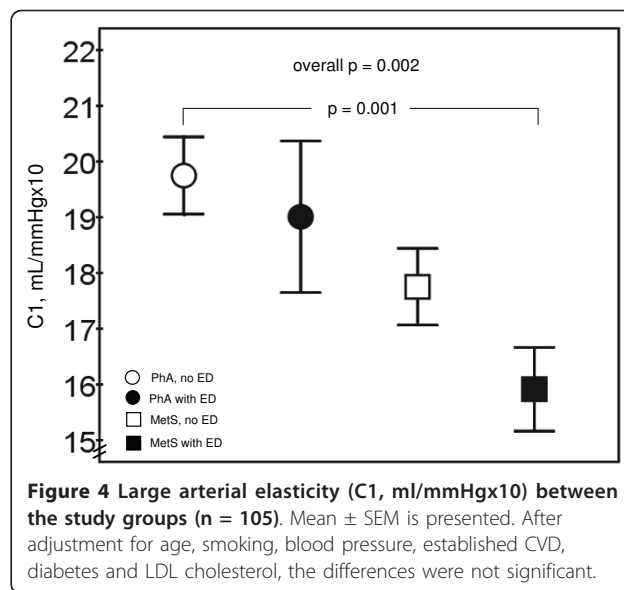 22
overall p = 0.002
21
p = 0.001
20
19
18
17
16
15
C1, mL/mmHgx10
PhA, no ED
PhA with ED
MetS, no ED
MetS with ED
Figure 4 Large arterial elasticity (C1, ml/mmHgx10) between
the study groups (n = 105). Mean ± SEM is presented. After
adjustment for age, smoking, blood pressure, established CVD,
diabetes and LDL cholesterol, the differences were not significant.